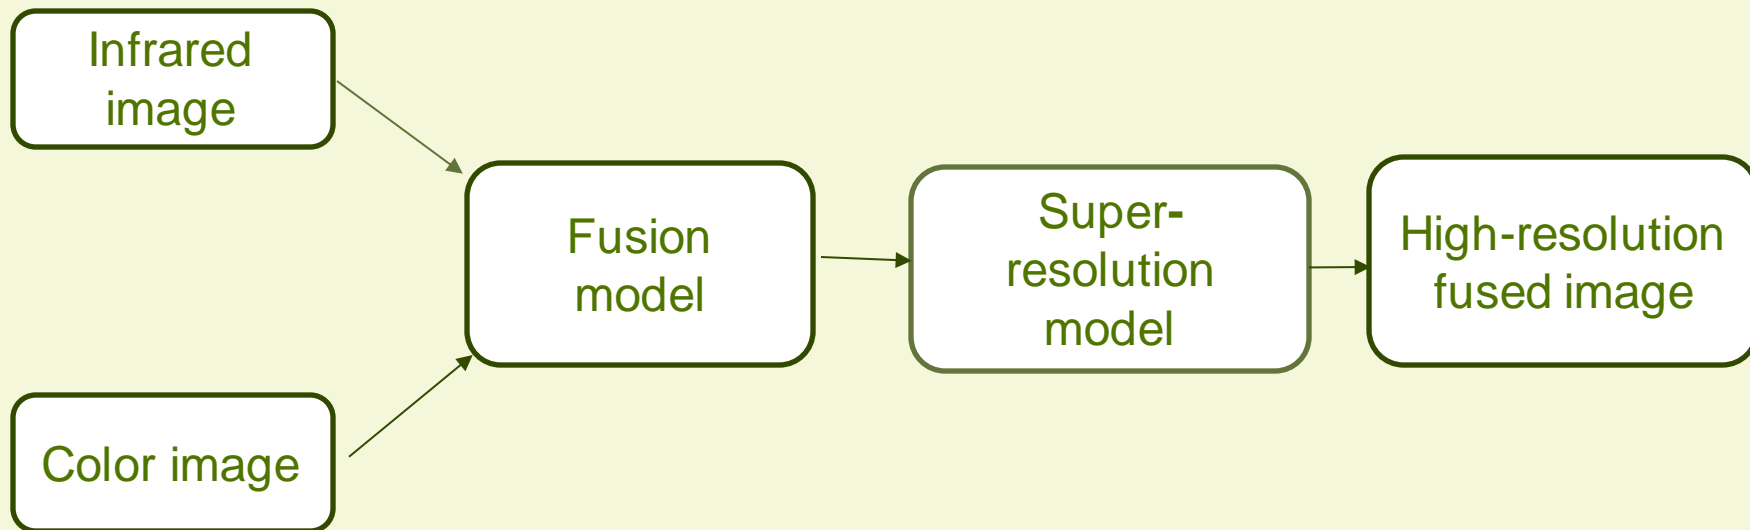 Infrared
image
Fusion
model
Super-
resolution
model
High-resolution
fused image
Color image